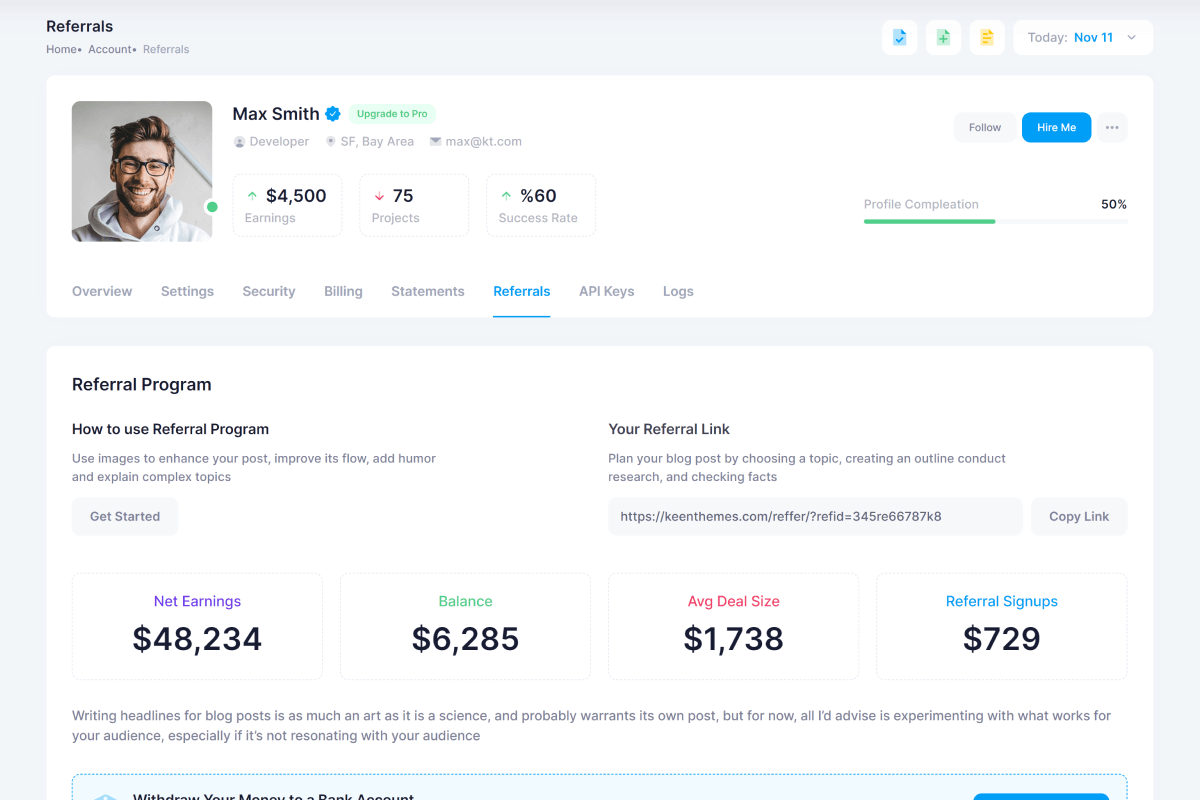 Referrals
Home• Account• Referrals
Today: Nov 11
Max Smith Upgrade to Pro
Developer SF, Bay Area max@kt.com
Follow Hire Me
$4,500 75 %60
Earnings Projects Success Rate
Profile Compleation 50%
Overview Settings Security Billing Statements Referrals API Keys Logs
Referral Program
How to use Referral Program
Use images to enhance your post, improve its flow, add humor
and explain complex topics
Get Started
Your Referral Link
Plan your blog post by choosing a topic, creating an outline conduct
research, and checking facts
https://keenthemes.com/reffer/?refid=345re66787k8 Copy Link
Net Earnings Balance Avg Deal Size Referral Signups
$48,234 $6,285 $1,738 $729
Writing headlines for blog posts is as much an art as it is a science, and probably warrants its own post, but for now, all I’d advise is experimenting with what works for
your audience, especially if it’s not resonating with your audience
Withdraw Your Money to a Bank Account